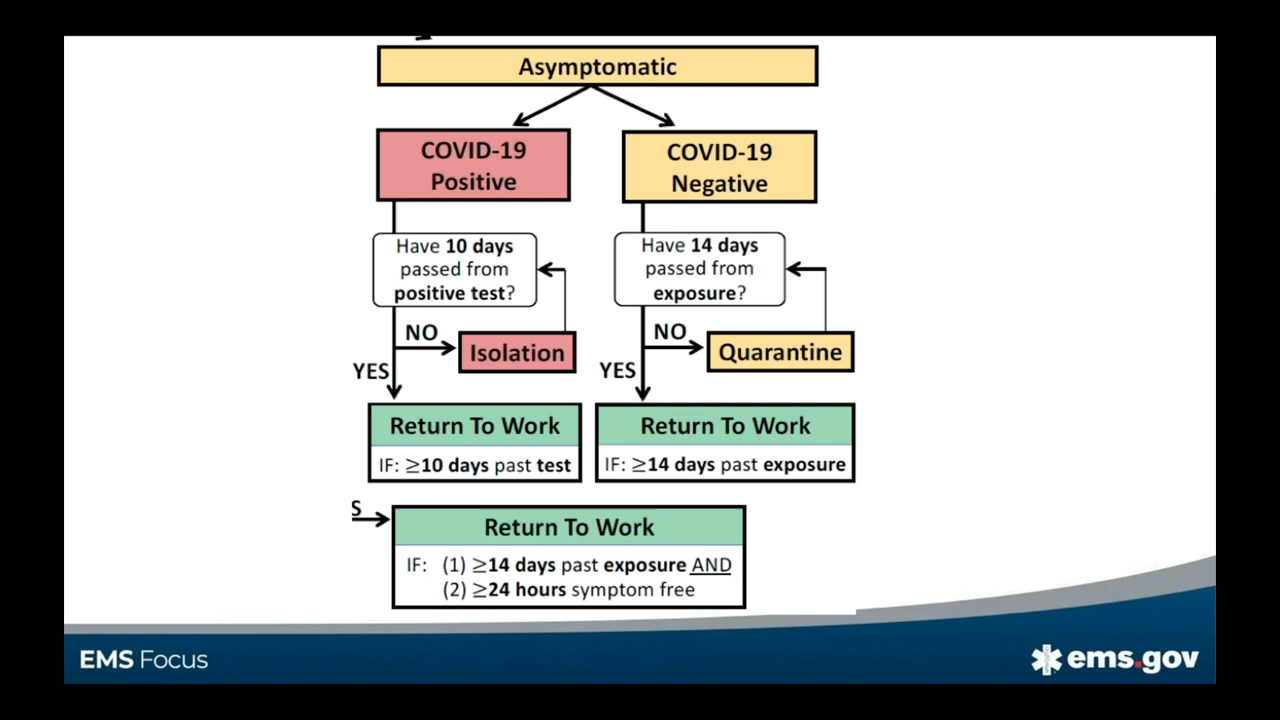 Asymptomatic
COVID-19
Positive
COVID-19
Negative
Have 10 days
passed from
positive test?
Have 14 days
passed from
exposure?
NO
Isolation
NO
Quarantine
YES
YES
Return To Work
IF: ≥10 days past test
Return To Work
IF: ≥14 days past exposure
S
Return To Work
IF: (1) ≥14 days past exposure AND
(2) ≥24 hours symptom free
EMS Focus
ems.gov